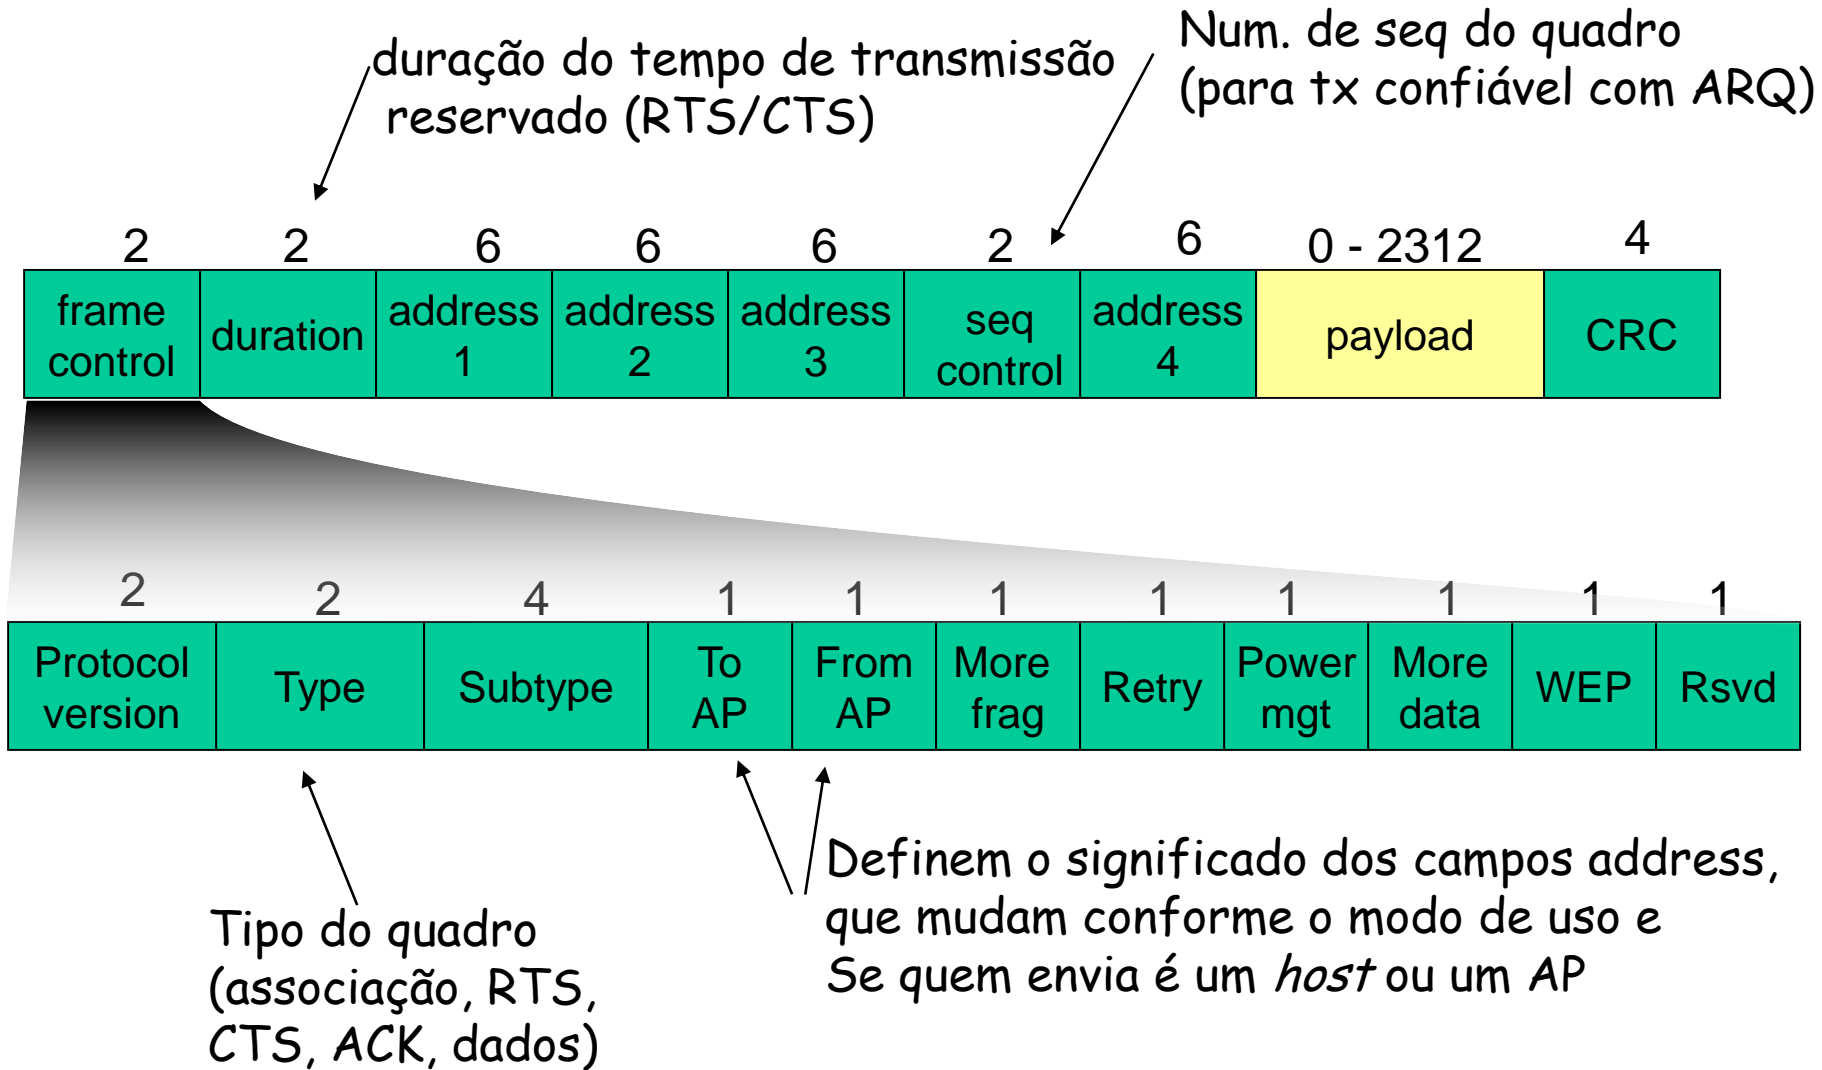 duração do tempo de transmissão
reservado (RTS/CTS)
Num. de seq do quadro
(para tx confiável com ARQ)
2 2 6 6 6 2 6 0 - 2312 4
frame control duration address 1 address 2 address 3 seq control address 4 payload CRC
2 2 4 1 1 1 1 1 1 1 1
Protocol version Type Subtype To AP From AP More frag Retry Power mgt More data WEP Rsvd
Tipo do quadro
(associação, RTS,
CTS, ACK, dados)
Definem o significado dos campos address,
que mudam conforme o modo de uso e
Se quem envia é um host ou um AP